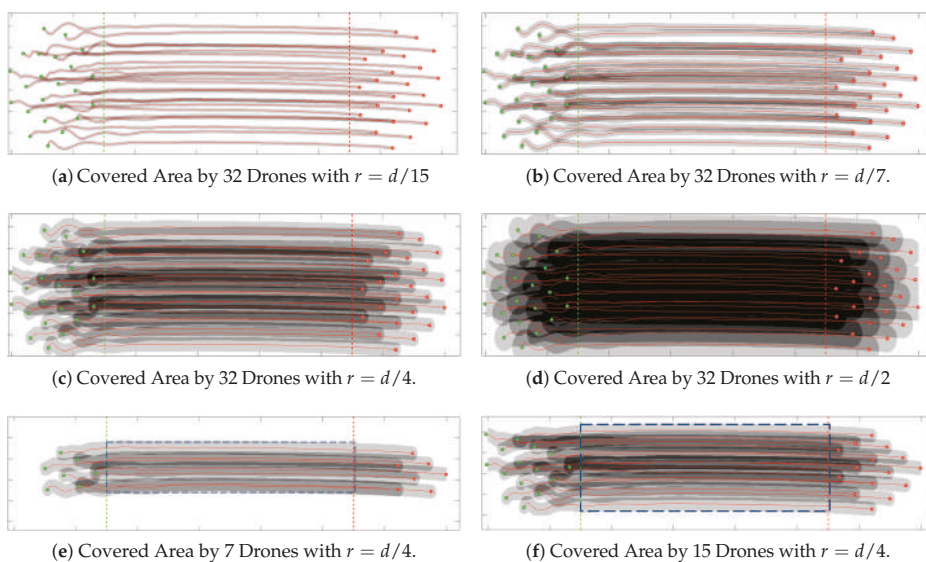 (a) Covered Area by 32 Drones with r = d/15
(b) Covered Area by 32 Drones with r = d/7.
(c) Covered Area by 32 Drones with r = d/4.
(d) Covered Area by 32 Drones with r = d/2
(e) Covered Area by 7 Drones with r = d/4.
(f) Covered Area by 15 Drones with r = d/4.